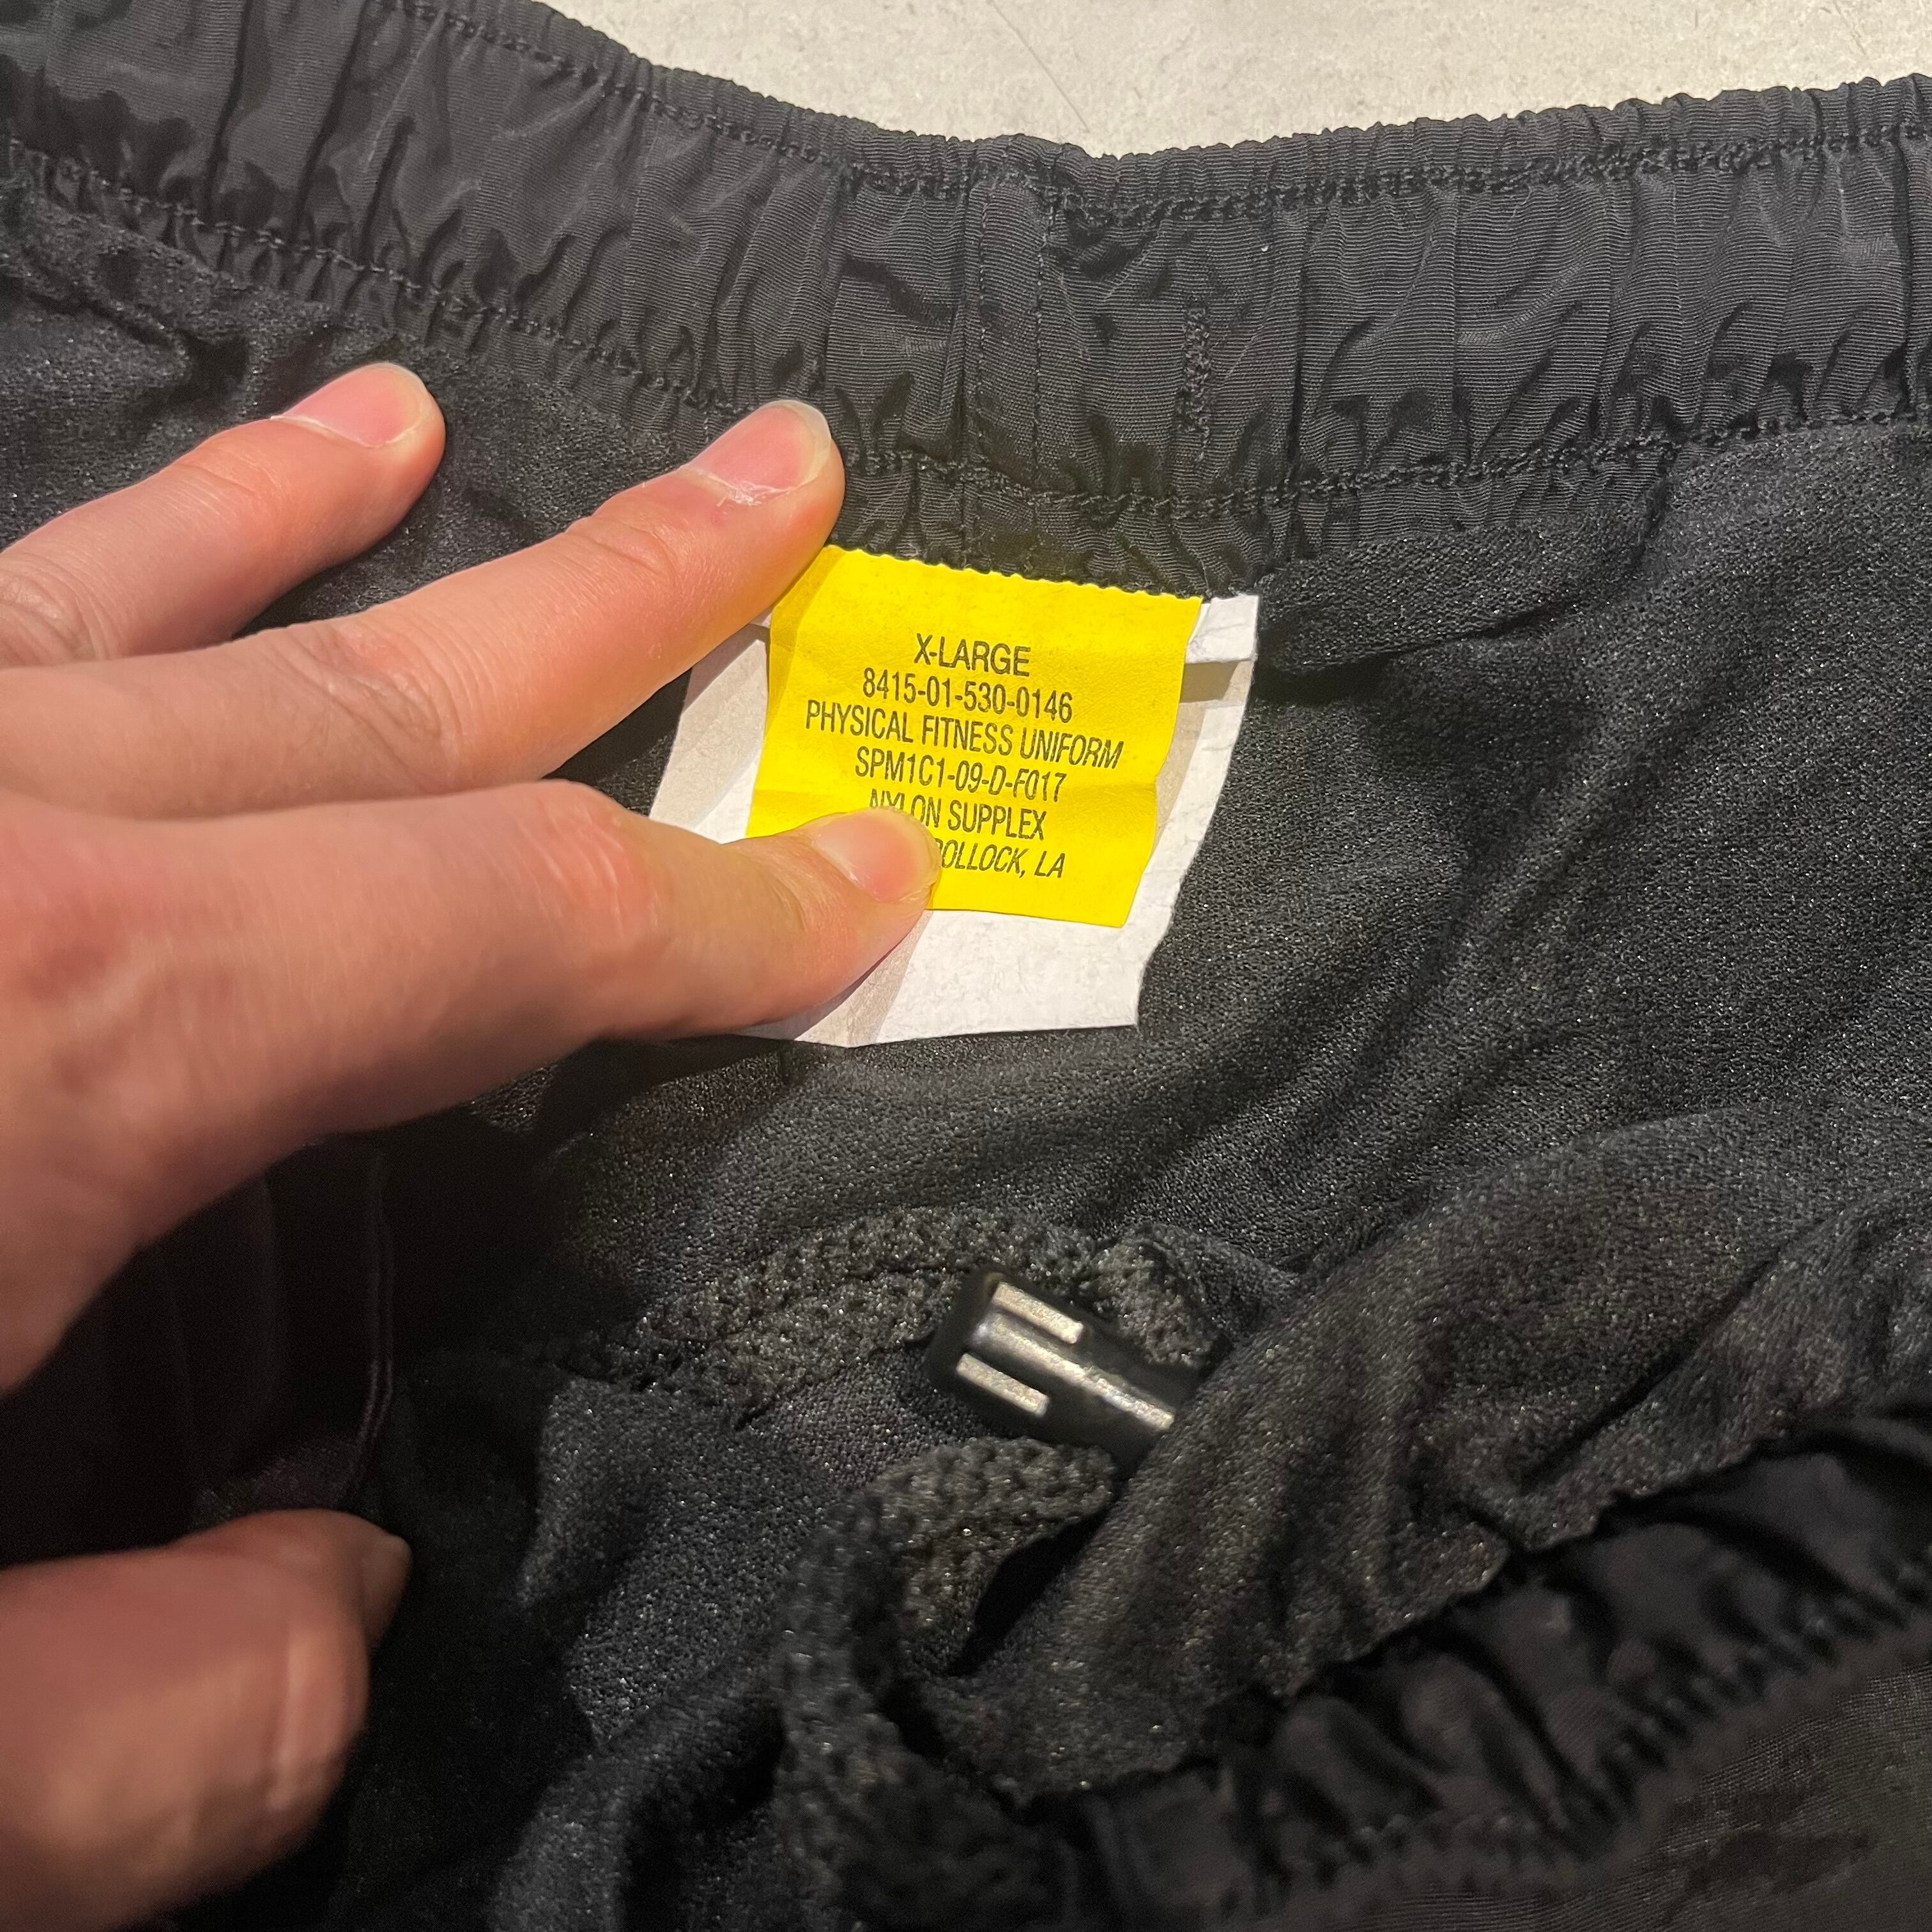 X-LARGE
8415-01-530-0146
PHYSICAL FITNESS UNIFORM
SPM1C1-09-D-F017
NYLON SUPPLEX
POLLOCK, LA